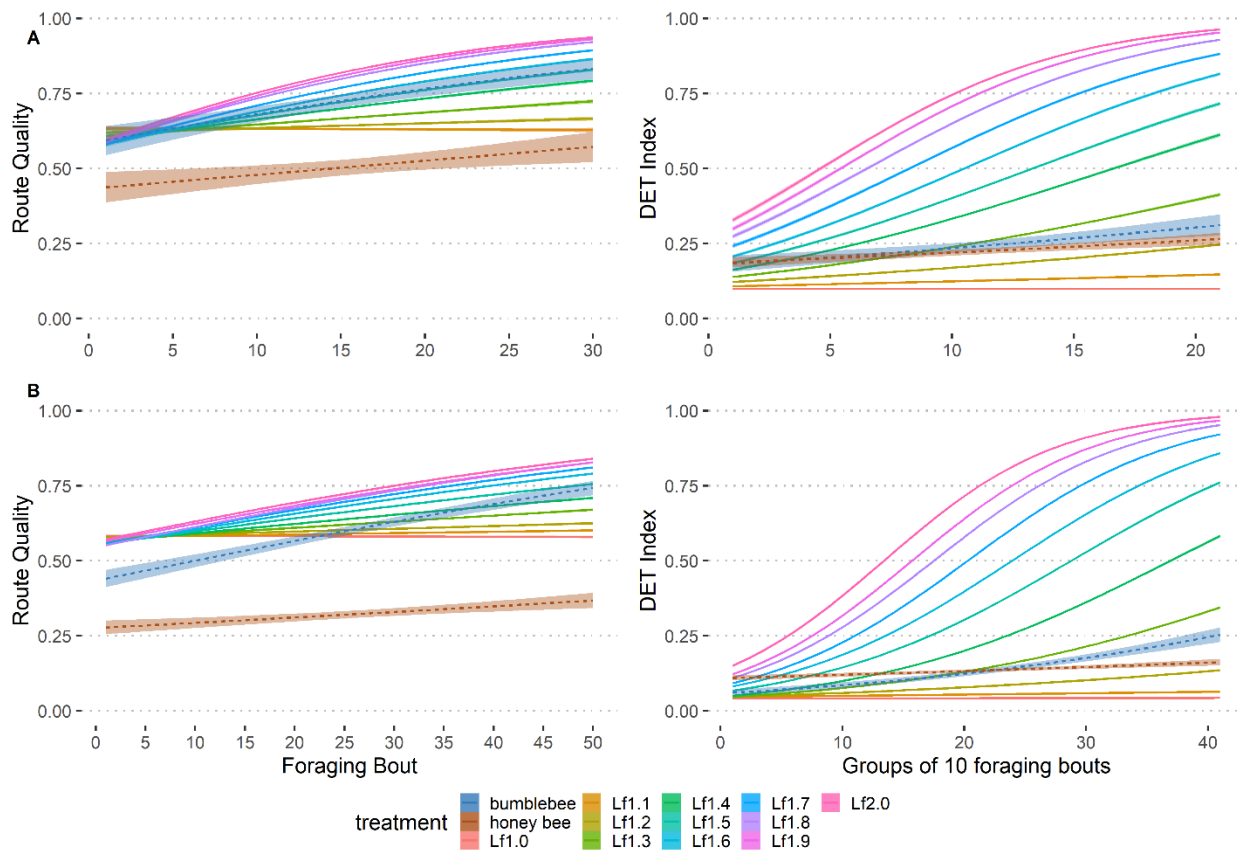 A
Route Quality
1.00
0.75
0.50
0.25
0.00
0 5 10 15 20 25 30
DET Index
1.00
0.75
0.50
0.25
0.00
0 5 10 15 20
B
Route Quality
1.00
0.75
0.50
0.25
0.00
0 5 10 15 20 25 30 35 40 45 50
Foraging Bout
DET Index
1.00
0.75
0.50
0.25
0.00
0 10 20 30 40
Groups of 10 foraging bouts
treatment
bumblebee Lf1.1 Lf1.4 Lf1.7 Lf2.0
honey bee Lf1.2 Lf1.5 Lf1.8
Lf1.0 Lf1.3 Lf1.6 Lf1.9